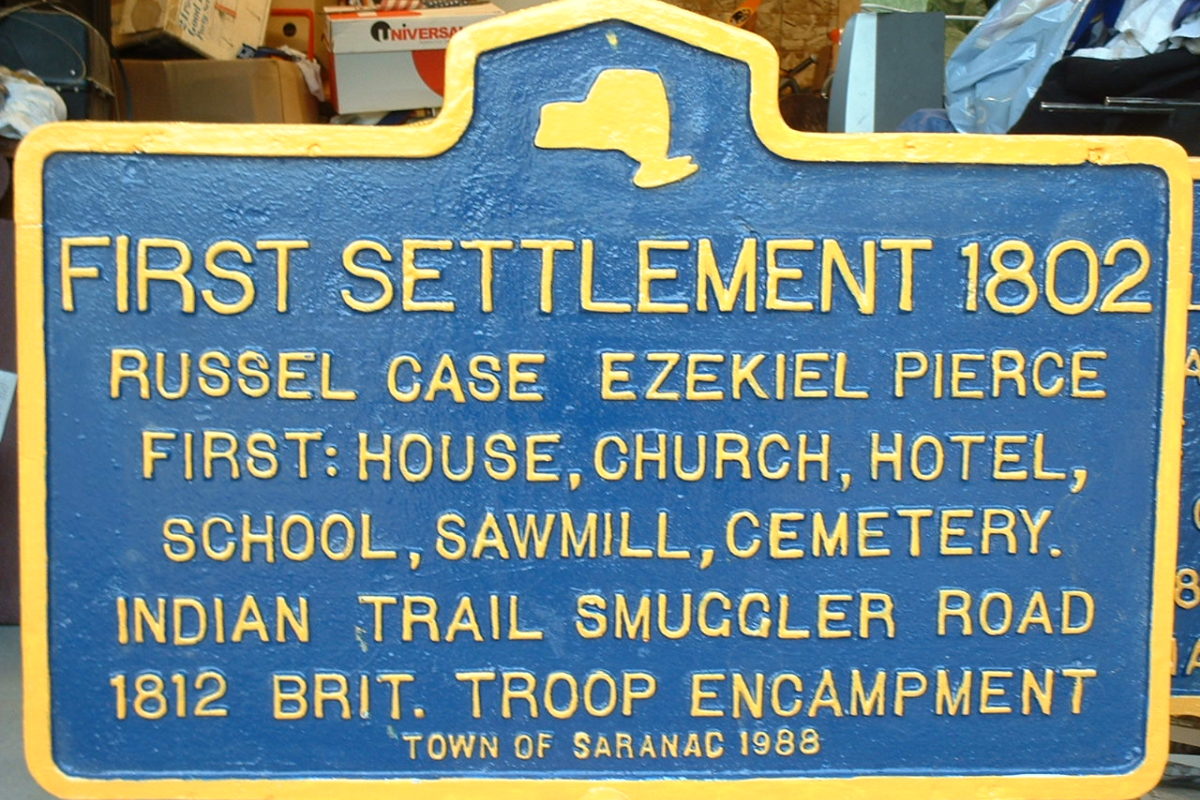 UNIVERSAL
FIRST SETTLEMENT 1802
RUSSEL CASE EZEKIEL PIERCE
FIRST: HOUSE, CHURCH, HOTEL,
SCHOOL, SAWMILL, CEMETERY.
INDIAN TRAIL SMUGGLER ROAD
1812 BRIT. TROOP ENCAMPMENT
TOWN OF SARANAC 1988